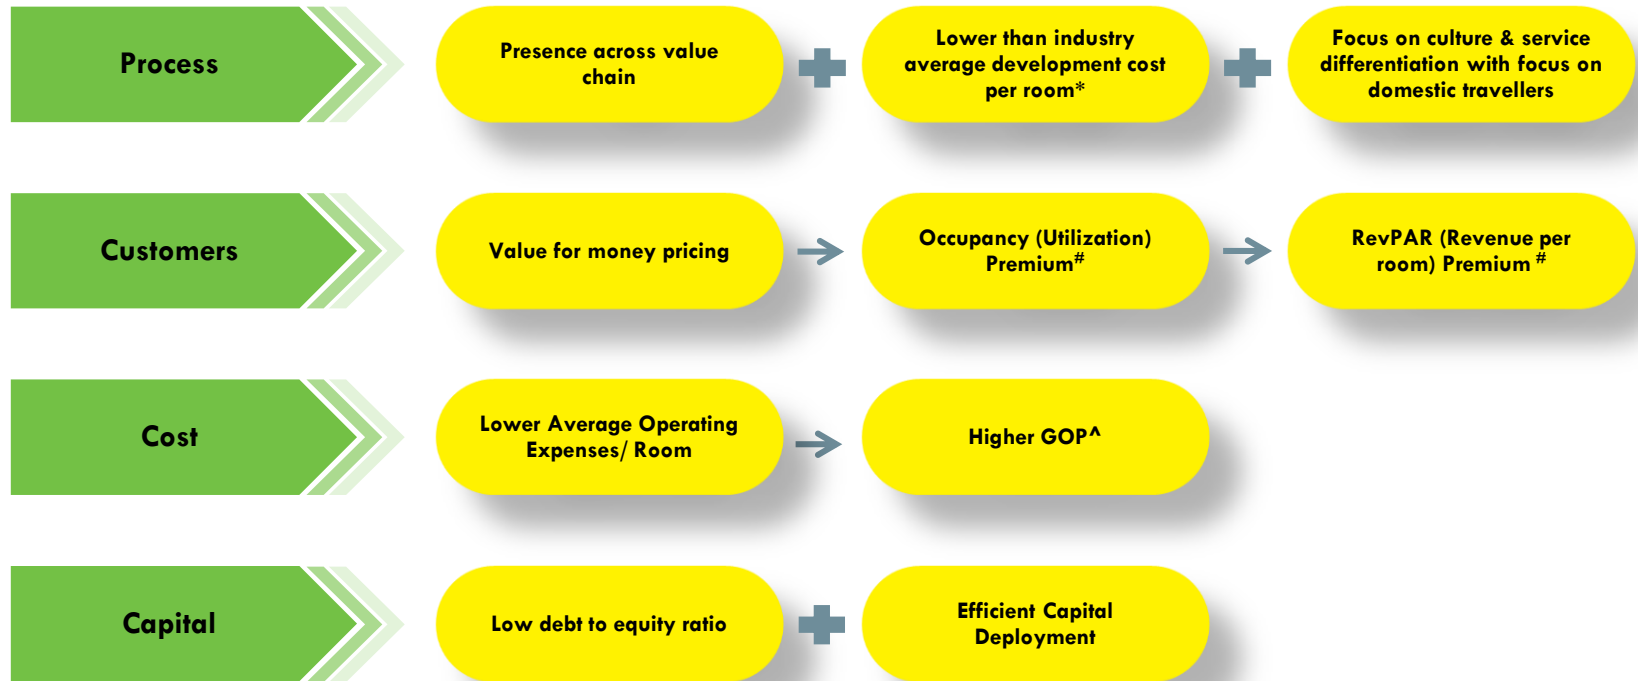 Process
Presence across value
chain
Lower than industry
average development cost
per room*
Focus on culture & service
differentiation with focus on
domestic travellers
Customers
Value for money pricing
Occupancy (Utilization)
Premium#
RevPAR (Revenue per
room) Premium #
Cost
Lower Average Operating
Expenses/ Room
Higher GOP^
Capital
Low debt to equity ratio
Efficient Capital
Deployment